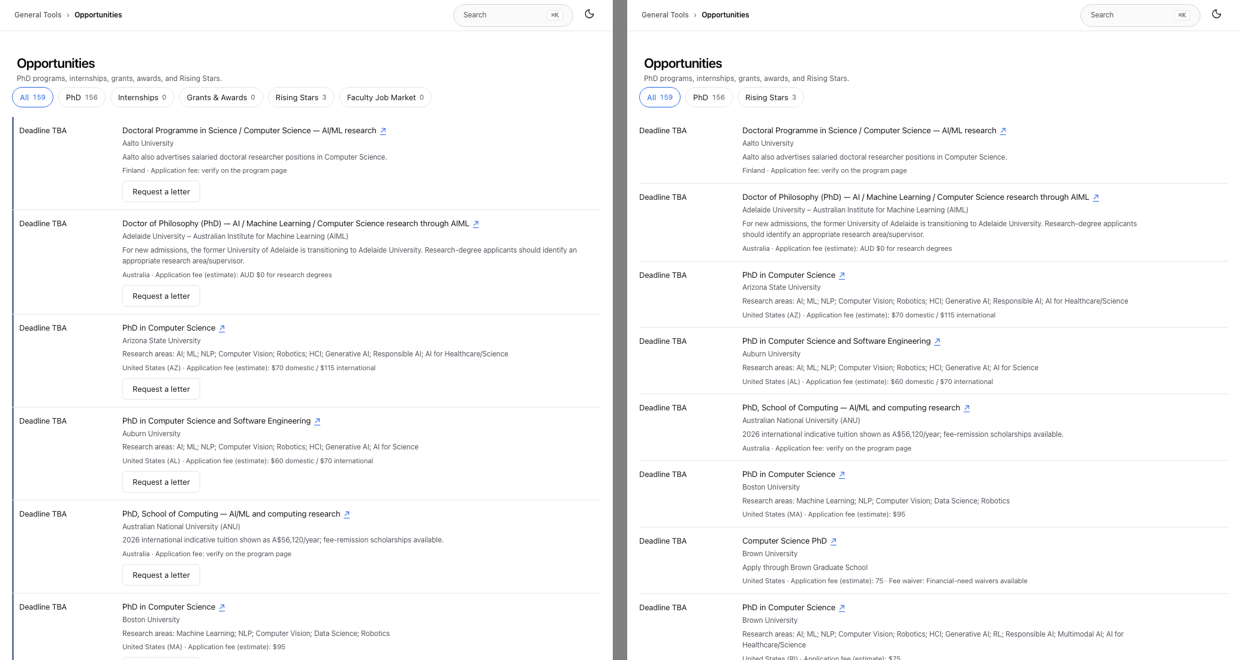 General Tools › Opportunities
Search ⌘K
Opportunities
PhD programs, internships, grants, awards, and Rising Stars.
All 159 PhD 156 Internships 0 Grants & Awards 0 Rising Stars 3 Faculty Job Market 0
Deadline TBA
Doctoral Programme in Science / Computer Science — AI/ML research ↗
Aalto University
Aalto also advertises salaried doctoral researcher positions in Computer Science.
Finland · Application fee: verify on the program page
Request a letter
Deadline TBA
Doctor of Philosophy (PhD) — AI / Machine Learning / Computer Science research through AIML ↗
Adelaide University – Australian Institute for Machine Learning (AIML)
For new admissions, the former University of Adelaide is transitioning to Adelaide University. Research-degree applicants should identify an
appropriate research area/supervisor.
Australia · Application fee (estimate): AUD $0 for research degrees
Request a letter
Deadline TBA
PhD in Computer Science ↗
Arizona State University
Research areas: AI; ML; NLP; Computer Vision; Robotics; HCI; Generative AI; Responsible AI; AI for Healthcare/Science
United States (AZ) · Application fee (estimate): $70 domestic / $115 international
Request a letter
Deadline TBA
PhD in Computer Science and Software Engineering ↗
Auburn University
Research areas: AI; ML; NLP; Computer Vision; Robotics; HCI; Generative AI; AI for Science
United States (AL) · Application fee (estimate): $60 domestic / $70 international
Request a letter
Deadline TBA
PhD, School of Computing — AI/ML and computing research ↗
Australian National University (ANU)
2026 international indicative tuition shown as A$56,120/year; fee-remission scholarships available.
Australia · Application fee: verify on the program page
Request a letter
Deadline TBA
PhD in Computer Science ↗
Boston University
Research areas: Machine Learning; NLP; Computer Vision; Data Science; Robotics
United States (MA) · Application fee (estimate): $95
General Tools › Opportunities
Search ⌘K
Opportunities
PhD programs, internships, grants, awards, and Rising Stars.
All 159 PhD 156 Rising Stars 3
Deadline TBA
Doctoral Programme in Science / Computer Science — AI/ML research ↗
Aalto University
Aalto also advertises salaried doctoral researcher positions in Computer Science.
Finland · Application fee: verify on the program page
Deadline TBA
Doctor of Philosophy (PhD) — AI / Machine Learning / Computer Science research through AIML ↗
Adelaide University – Australian Institute for Machine Learning (AIML)
For new admissions, the former University of Adelaide is transitioning to Adelaide University. Research-degree applicants
should identify an appropriate research area/supervisor.
Australia · Application fee (estimate): AUD $0 for research degrees
Deadline TBA
PhD in Computer Science ↗
Arizona State University
Research areas: AI; ML; NLP; Computer Vision; Robotics; HCI; Generative AI; Responsible AI; AI for Healthcare/Science
United States (AZ) · Application fee (estimate): $70 domestic / $115 international
Deadline TBA
PhD in Computer Science and Software Engineering ↗
Auburn University
Research areas: AI; ML; NLP; Computer Vision; Robotics; HCI; Generative AI; AI for Science
United States (AL) · Application fee (estimate): $60 domestic / $70 international
Deadline TBA
PhD, School of Computing — AI/ML and computing research ↗
Australian National University (ANU)
2026 international indicative tuition shown as A$56,120/year; fee-remission scholarships available.
Australia · Application fee: verify on the program page
Deadline TBA
PhD in Computer Science ↗
Boston University
Research areas: Machine Learning; NLP; Computer Vision; Data Science; Robotics
United States (MA) · Application fee (estimate): $95
Deadline TBA
Computer Science PhD ↗
Brown University
Apply through Brown Graduate School
United States · Application fee (estimate): 75 · Fee waiver: Financial-need waivers available
Deadline TBA
PhD in Computer Science ↗
Brown University
Research areas: AI; ML; NLP; Computer Vision; Robotics; HCI; Generative AI; RL; Responsible AI; Multimodal AI; AI for
Healthcare/Science
United States (RI) · Application fee (estimate): $75